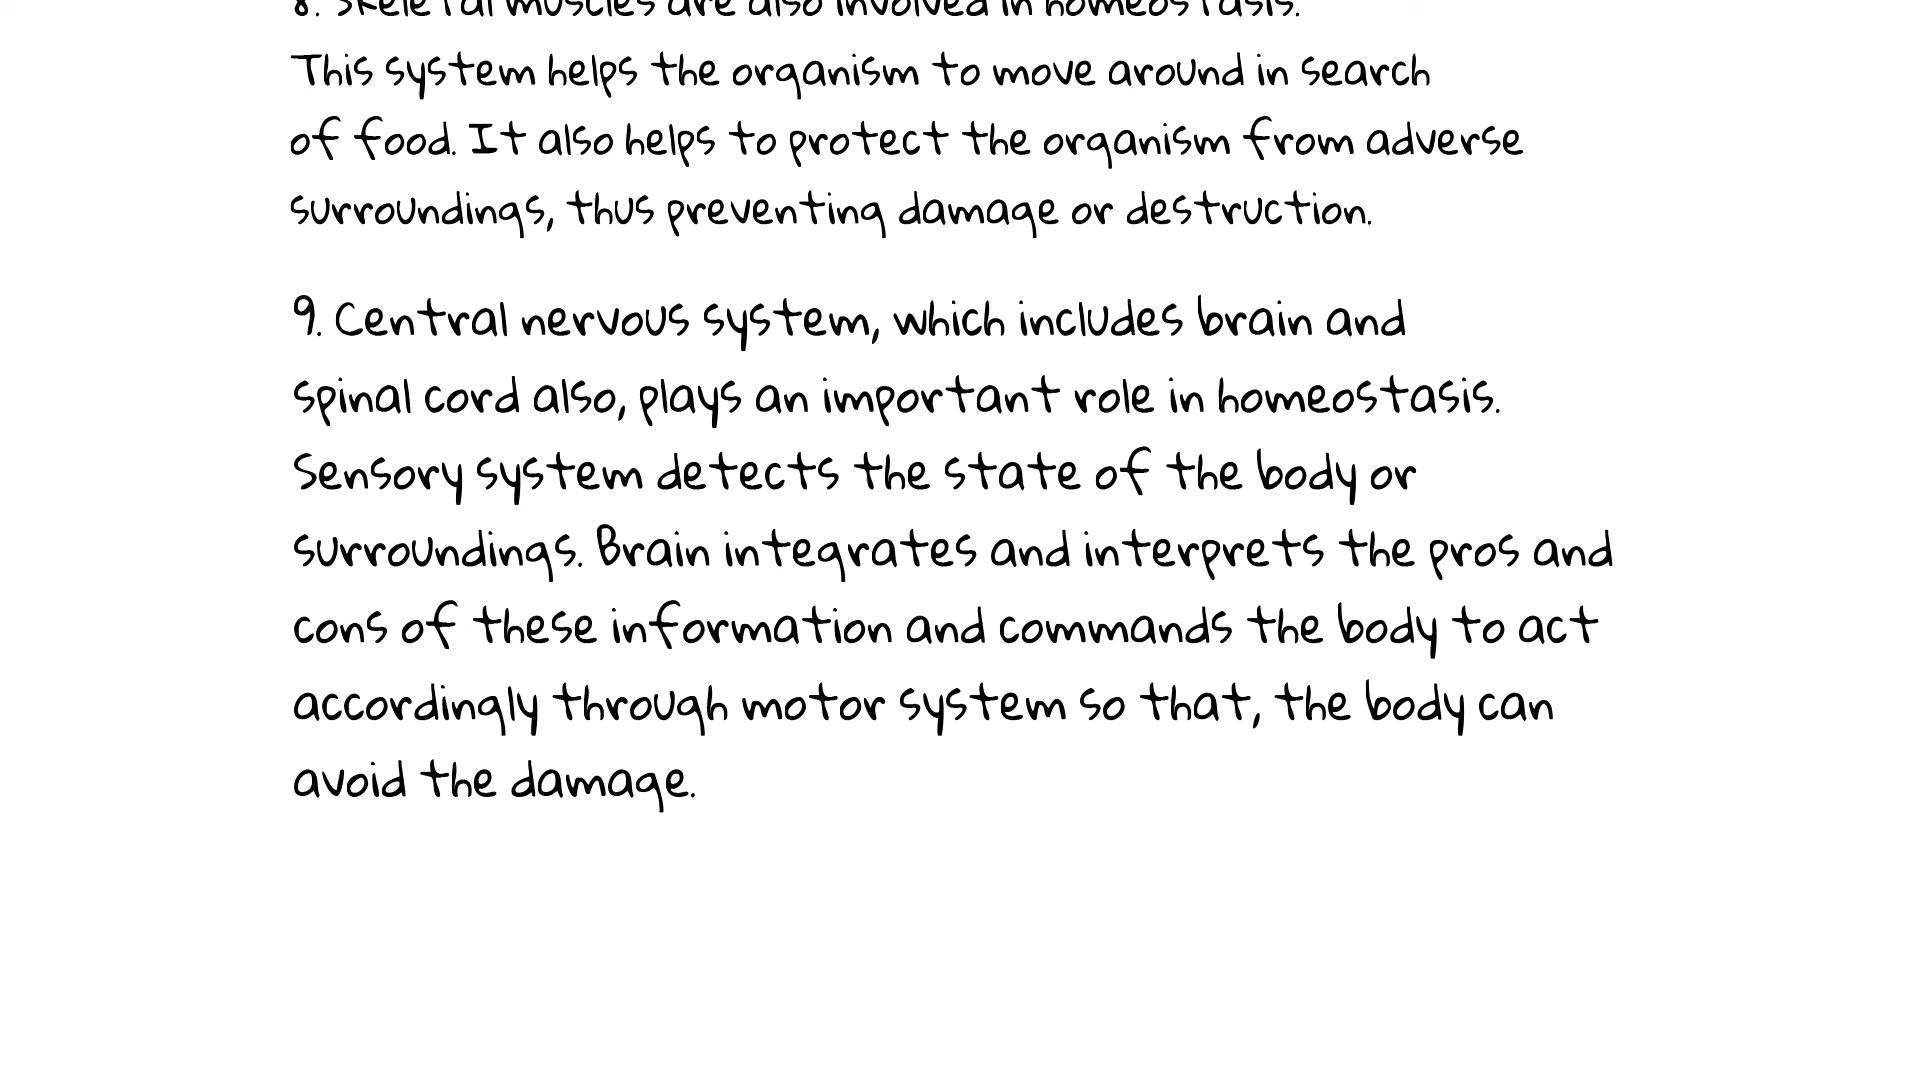 8. Skeletal muscles are also involved in homeostasis.
This system helps the organism to move around in search
of food. It also helps to protect the organism from adverse
surroundings, thus preventing damage or destruction.
9. Central nervous system, which includes brain and
spinal cord also, plays an important role in homeostasis.
Sensory system detects the state of the body or
surroundings. Brain integrates and interprets the pros and
cons of these information and commands the body to act
accordingly through motor system so that, the body can
avoid the damage.